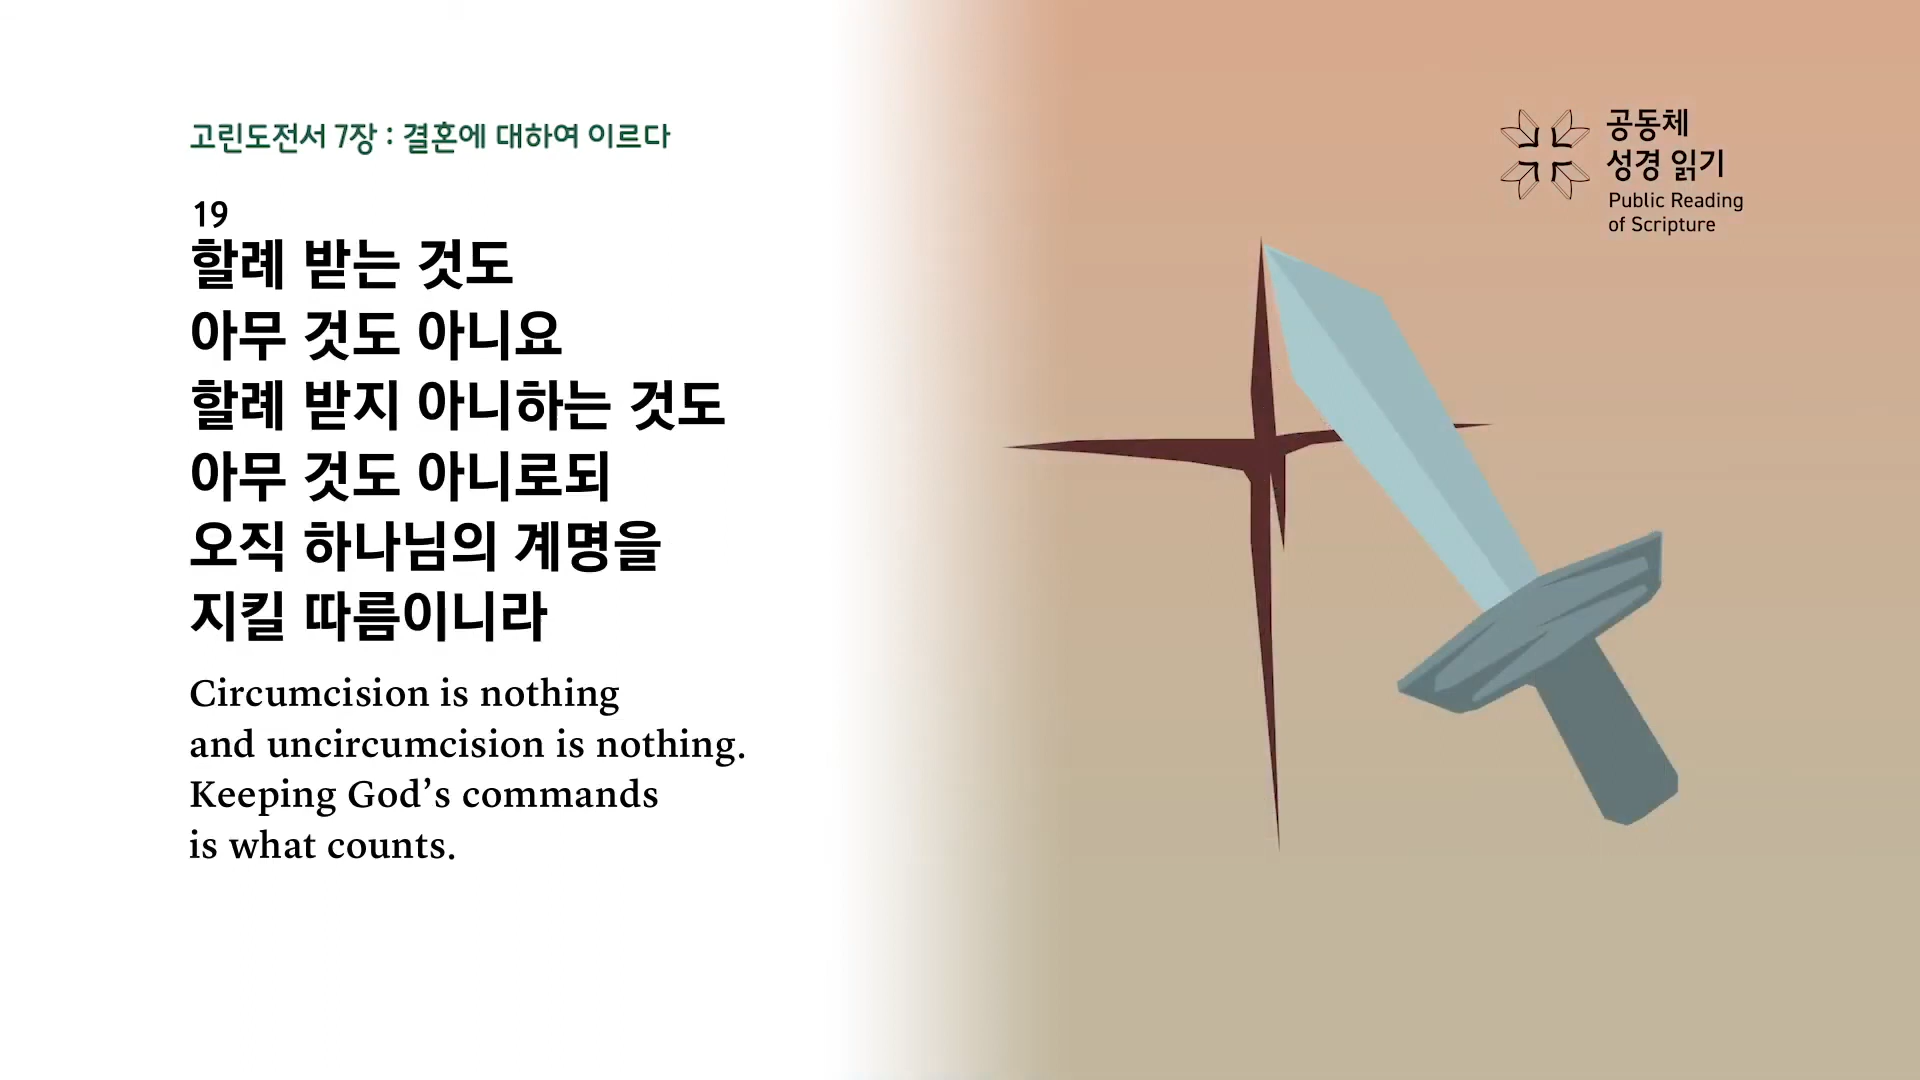 고린도전서 7장 : 결혼에 대하여 이르다
19
할례 받는 것도
아무 것도 아니요
할례 받지 아니하는 것도
아무 것도 아니로되
오직 하나님의 계명을
지킬 따름이니라
Circumcision is nothing
and uncircumcision is nothing.
Keeping God’s commands
is what counts.
공동체
성경 읽기
Public Reading
of Scripture